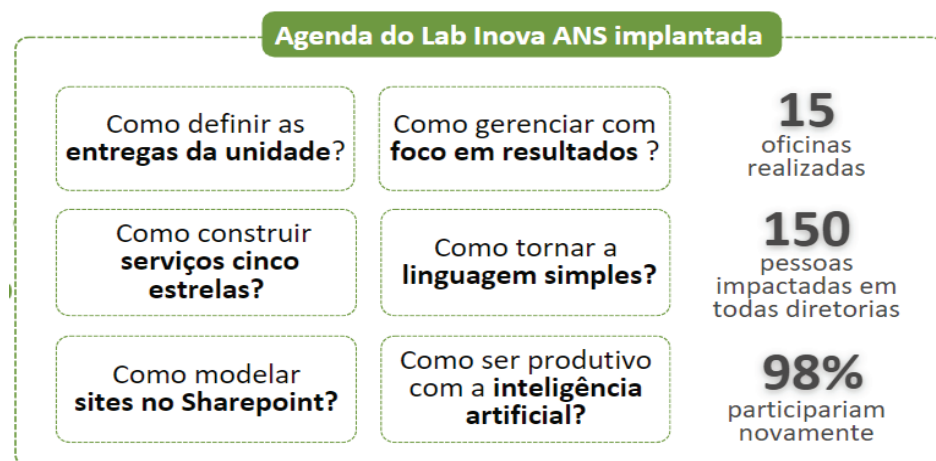 Agenda do Lab Inova ANS implantada
Como definir as
entregas da unidade?
Como gerenciar com
foco em resultados ?
15
oficinas
realizadas
Como construir
serviços cinco
estrelas?
Como tornar a
linguagem simples?
150
pessoas
impactadas em
todas diretorias
Como modelar
sites no Sharepoint?
Como ser produtivo
com a inteligência
artificial?
98%
participariam
novamente